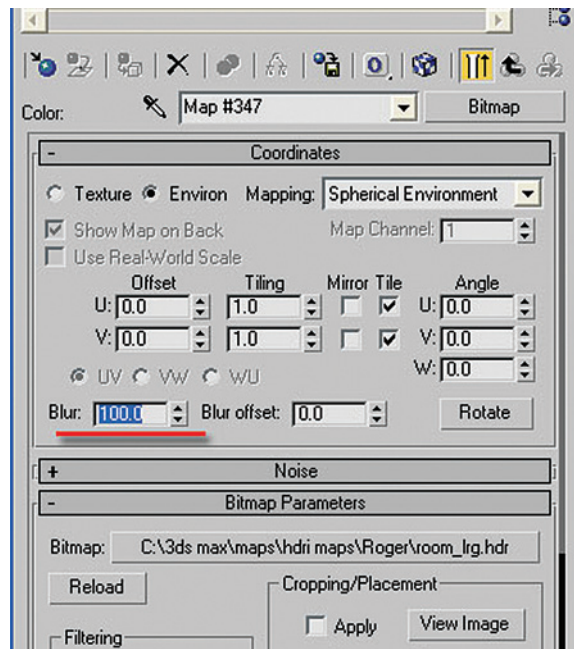 Color: Map #347 Bitmap
- Coordinates
Texture Environ Mapping: Spherical Environment
Show Map on Back Map Channel: 1
Use Real-World Scale
Offset Tiling Mirror Tile Angle
U: 0.0 1.0 U: 0.0
V: 0.0 1.0 V: 0.0
W: 0.0
UV VW WU
Blur: 100.0 Blur offset: 0.0 Rotate
+ Noise
- Bitmap Parameters
Bitmap: C:\3ds max\maps\hdri maps\Roger\room_lrg.hdr
Reload Cropping/Placement
Apply View Image
Filtering